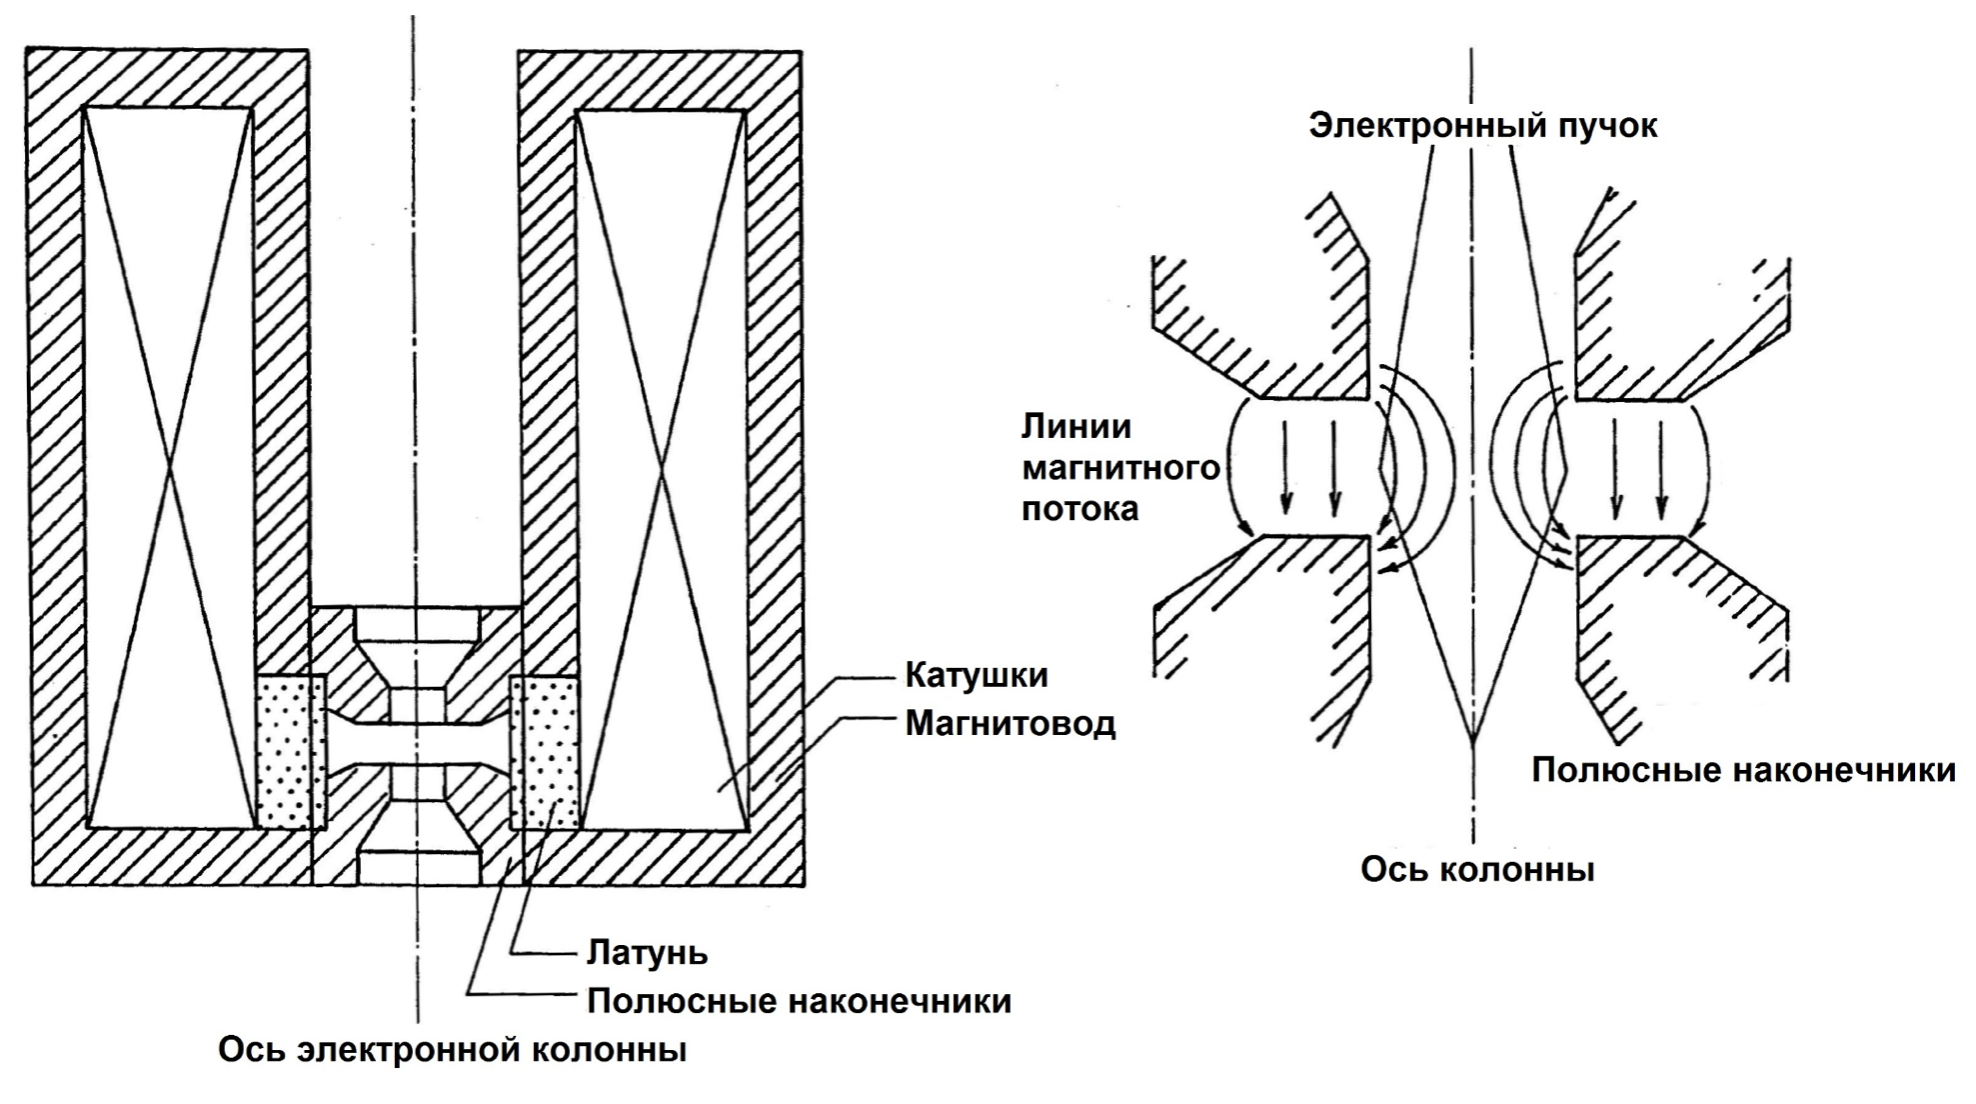 Электронный пучок
Линии
магнитного
потока
Катушки
Магнитовод
Полюсные наконечники
Ось колонны
Латунь
Полюсные наконечники
Ось электронной колонны